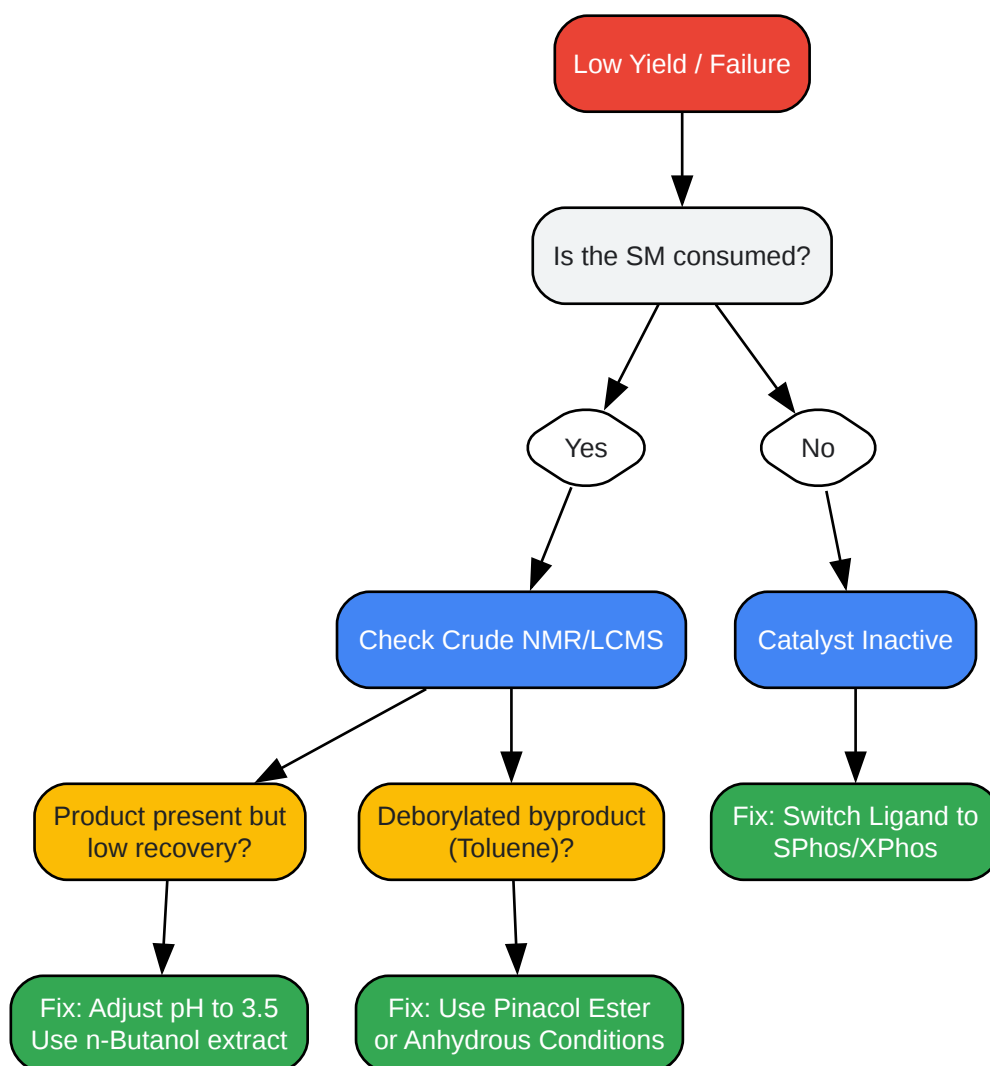 Low Yield / Failure
Is the SM consumed?
Yes
No
Check Crude NMR/LCMS
Catalyst Inactive
Product present but
low recovery?
Deborylated byproduct
(Toluene)?
Fix: Switch Ligand to
SPhos/XPhos
Fix: Adjust pH to 3.5
Use n-Butanol extract
Fix: Use Pinacol Ester
or Anhydrous Conditions